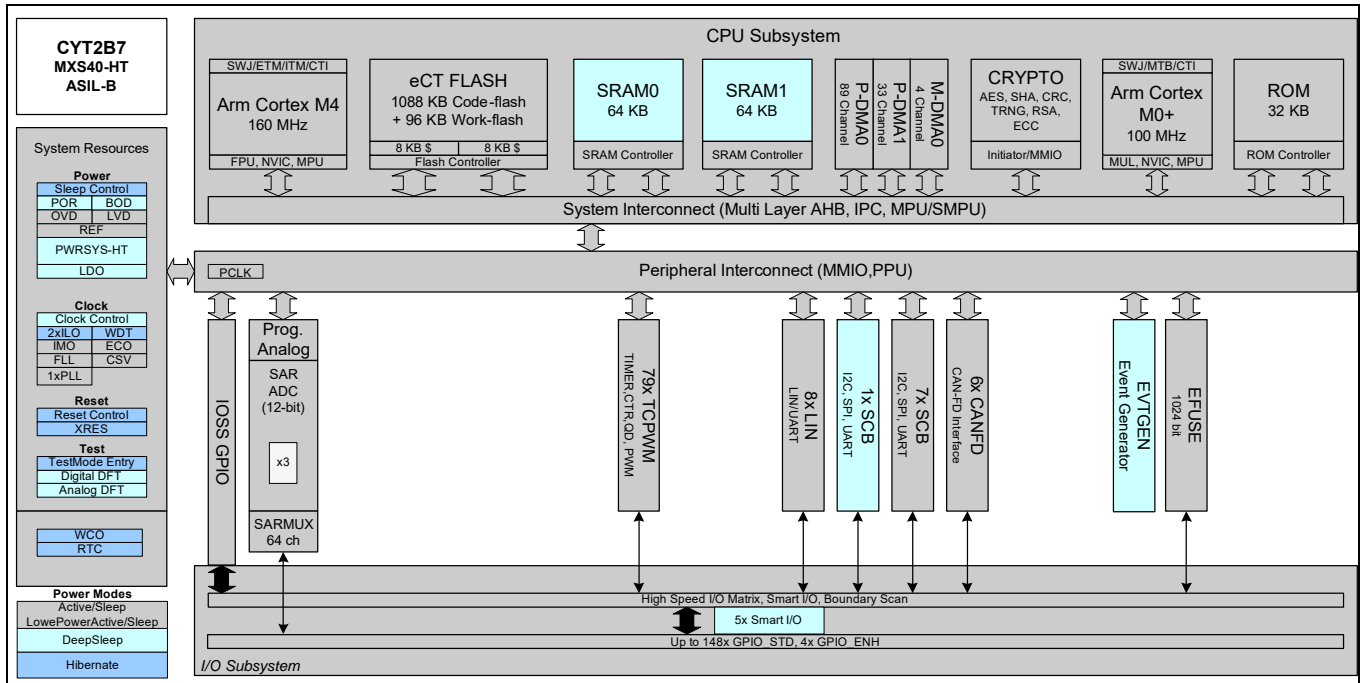 CYT2B7
MXS40-HT
ASIL-B
System Resources
Power
Sleep Control
POR
BOD
OVD
LVD
REF
PWRSYS-HT
LDO
Clock
Clock Control
2xILO
WDT
IMO
ECO
FLL
CSV
1xPLL
Reset
Reset Control
XRES
Test
TestMode Entry
Digital DFT
Analog DFT
WCO
RTC
Power Modes
Active/Sleep
LowePowerActive/Sleep
DeepSleep
Hibernate
CPU Subsystem
SWJ/ETM/ITM/CTI
Arm Cortex M4
160 MHz
FPU, NVIC, MPU
eCT FLASH
1088 KB Code-flash
+ 96 KB Work-flash
8 KB $
8 KB $
Flash Controller
SRAM0
64 KB
SRAM Controller
SRAM1
64 KB
SRAM Controller
P-DMA0
89 Channel
P-DMA1
33 Channel
M-DMA0
4 Channel
CRYPTO
AES, SHA, CRC,
TRNG, RSA,
ECC
Initiator/MMIO
SWJ/MTB/CTI
Arm Cortex
M0+
100 MHz
MUL, NVIC, MPU
ROM
32 KB
ROM Controller
System Interconnect (Multi Layer AHB, IPC, MPU/SMPU)
PCLK
Peripheral Interconnect (MMIO,PPU)
IOSS GPIO
Prog.
Analog
SAR
ADC
(12-bit)
x3
SARMUX
64 ch
79x TCPWM
TIMER,CTR,QD, PWM
8x LIN
LIN/UART
1x SCB
I2C, SPI, UART
7x SCB
I2C, SPI, UART
6x CANFD
CAN-FD Interface
EVTGEN
Event Generator
EFUSE
1024 bit
High Speed I/O Matrix, Smart I/O, Boundary Scan
5x Smart I/O
Up to 148x GPIO_STD, 4x GPIO_ENH
I/O Subsystem